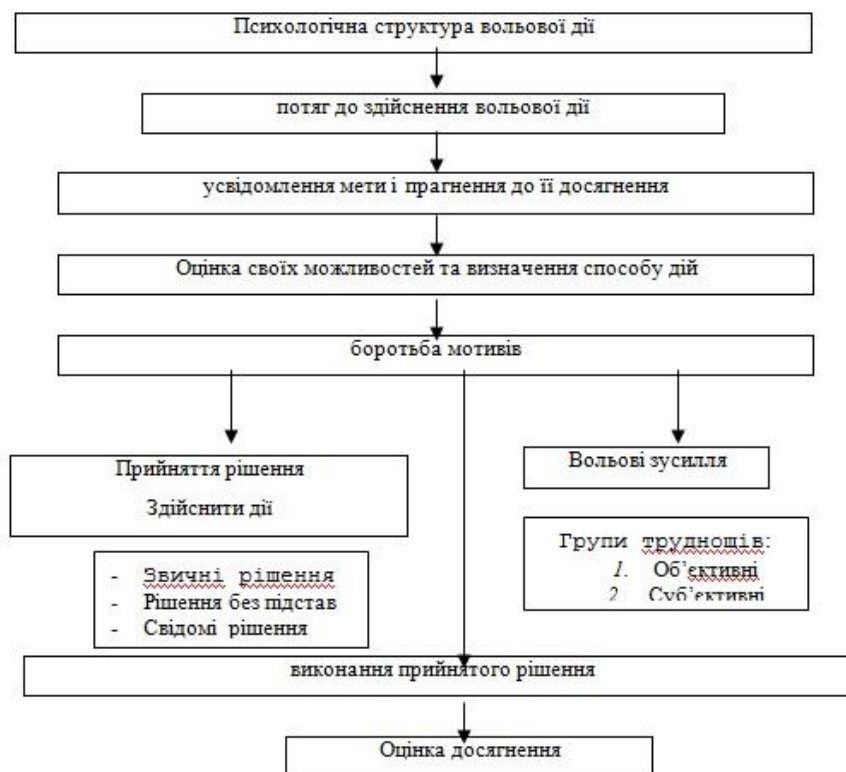 Психологічна структура вольової дії
потяг до здійснення вольової дії
усвідомлення мети і прагнення до її досягнення
Оцінка своїх можливостей та визначення способу дій
боротьба мотивів
Прийняття рішення
Здійснити дії
- Звичні рішення
- Рішення без підстав
- Свідомі рішення
Вольові зусилля
Групи труднощів:
1. Об’єктивні
2 Суб’єктивні
виконання прийнятого рішення
Оцінка досягнення